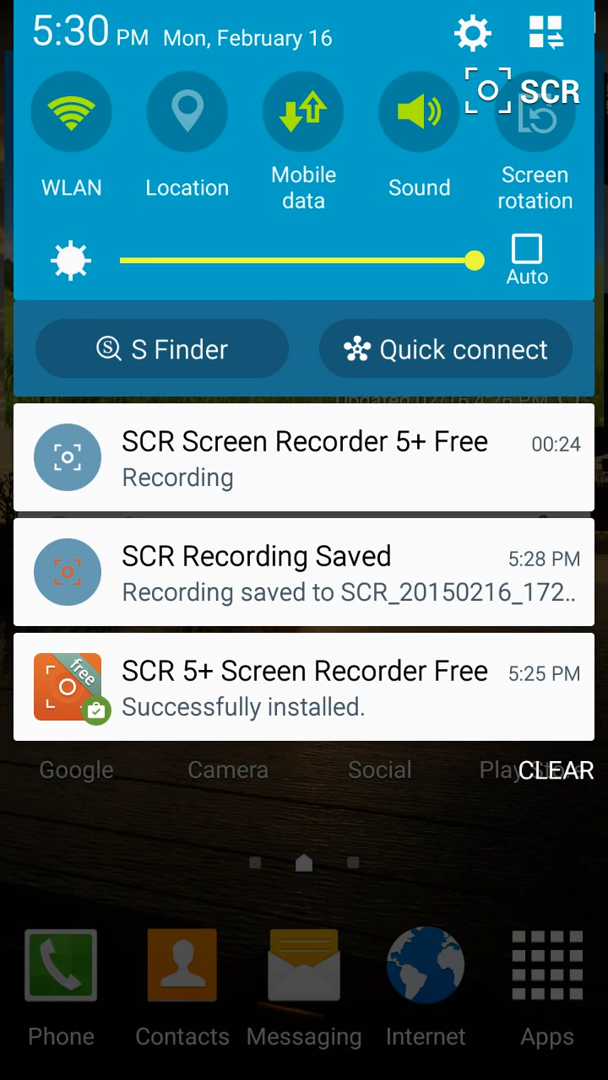 5:30 PM Mon, February 16
SCR
WLAN
Location
Mobile
data
Sound
Screen
rotation
Auto
S Finder
Quick connect
SCR Screen Recorder 5+ Free 00:24
Recording
SCR Recording Saved 5:28 PM
Recording saved to SCR_20150216_172..
free
SCR 5+ Screen Recorder Free 5:25 PM
Successfully installed.
Google
Camera
Social
Play Store
CLEAR
Phone
Contacts
Messaging
Internet
Apps